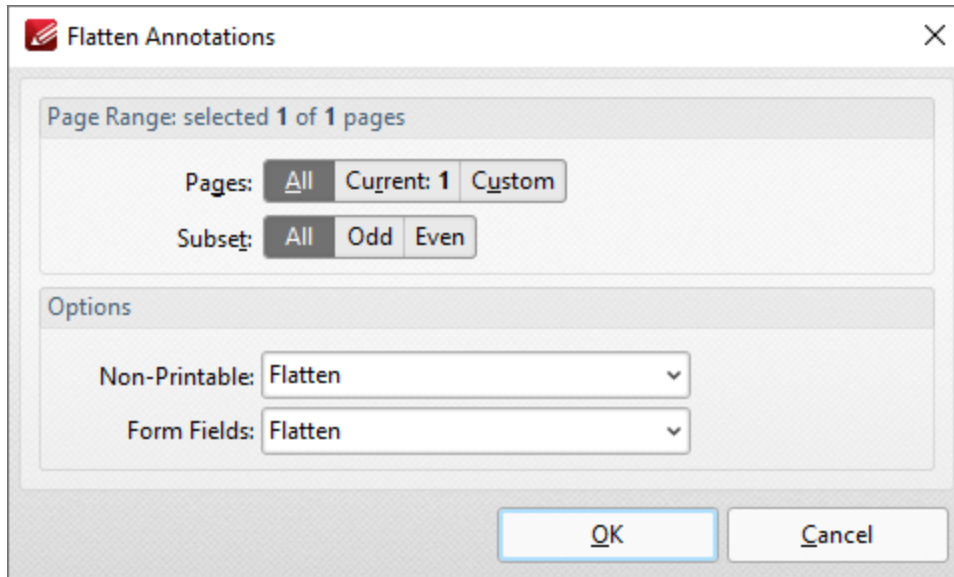 Flatten Annotations
Page Range: selected 1 of 1 pages
Pages: All Current: 1 Custom
Subset: All Odd Even
Options
Non-Printable: Flatten
Form Fields: Flatten
OK Cancel